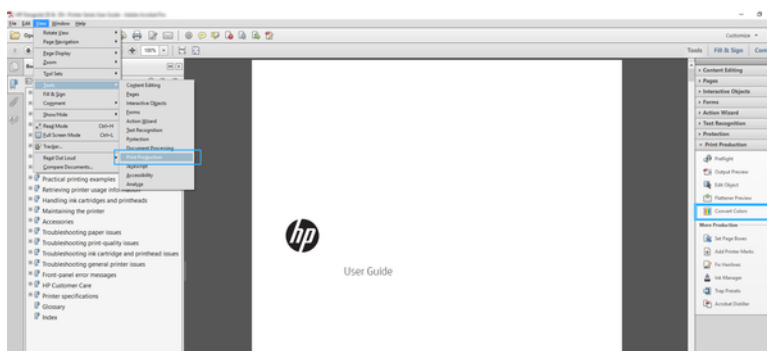 File Edit View Window Help
Customize
100%
Tools Fill & Sign
Rotate View
Page Navigation
Page Display
Zoom
Tool Sets
Tools
Fill & Sign
Comment
Show/Hide
Read Mode Ctrl+H
Full Screen Mode Ctrl+L
Tracker...
Read Out Loud
Compare Documents...
Content Editing
Pages
Interactive Objects
Forms
Action Wizard
Text Recognition
Protection
Document Processing
Print Production
JavaScript
Accessibility
Analyze
Practical printing examples
Retrieving printer usage information
Handling ink cartridges and printheads
Maintaining the printer
Accessories
Troubleshooting paper issues
Troubleshooting print-quality issues
Troubleshooting ink cartridge and printhead issues
Troubleshooting general printer issues
Front-panel error messages
HP Customer Care
Printer specifications
Glossary
Index
hp
User Guide
Content Editing
Pages
Interactive Objects
Forms
Action Wizard
Text Recognition
Protection
Print Production
Preflight
Output Preview
Edit Object
Flattener Preview
Convert Colors
More Production
Set Page Boxes
Add Printer Marks
Fix Hairlines
Ink Manager
Trap Presets
Acrobat Distiller